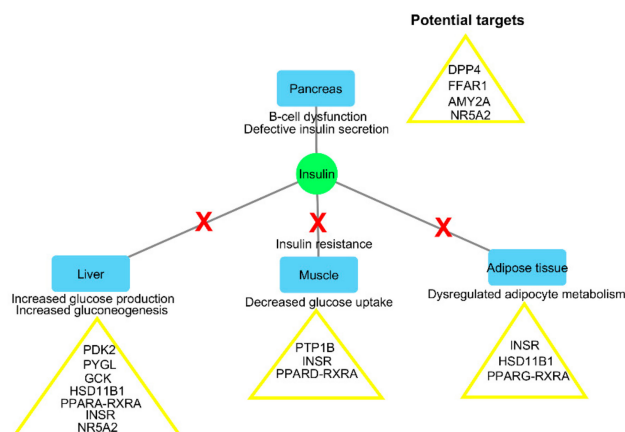 Potential targets
DPP4
FFAR1
AMY2A
NR5A2
Pancreas
B-cell dysfunction
Defective insulin secretion
Insulin
X
X
X
Insulin resistance
Liver
Increased glucose production
Increased gluconeogenesis
Muscle
Decreased glucose uptake
Adipose tissue
Dysregulated adipocyte metabolism
PDK2
PYGL
GCK
HSD11B1
PPARA-RXRA
INSR
NR5A2
PTP1B
INSR
PPARD-RXRA
INSR
HSD11B1
PPARG-RXRA